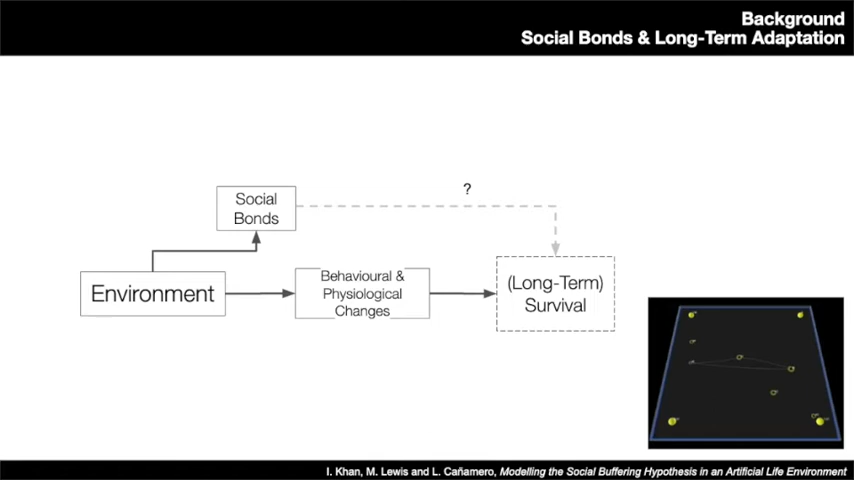 Background
Social Bonds & Long-Term Adaptation
?
Social
Bonds
Environment
Behavioural &
Physiological
Changes
(Long-Term)
Survival
I. Khan, M. Lewis and L. Cañamero, Modelling the Social Buffering Hypothesis in an Artificial Life Environment